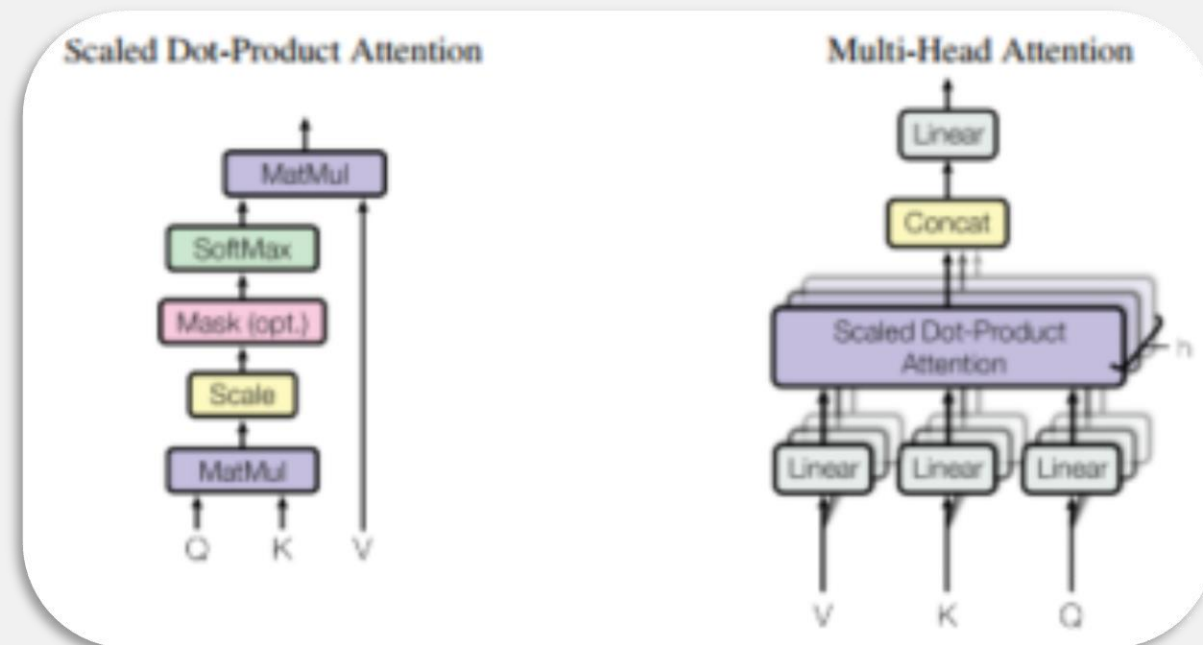 Scaled Dot-Product Attention
MatMul
SoftMax
Mask (opt.)
Scale
MatMul
Q K V
Multi-Head Attention
Linear
Concat
Scaled Dot-Product
Attention
h
Linear Linear Linear
V K Q